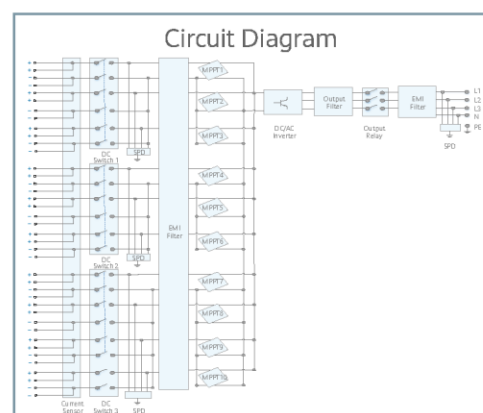 Circuit Diagram
MPPT1
MPPT2
MPPT3
MPPT4
MPPT5
MPPT6
MPPT7
MPPT8
MPPT9
MPPT10
DC
Switch 1
SPD
DC
Switch 2
SPD
Current
Sensor
DC
Switch 3
SPD
EMI
Filter
DC/AC
Inverter
Output
Filter
Output
Relay
EMI
Filter
L1
L2
L3
N
PE
SPD